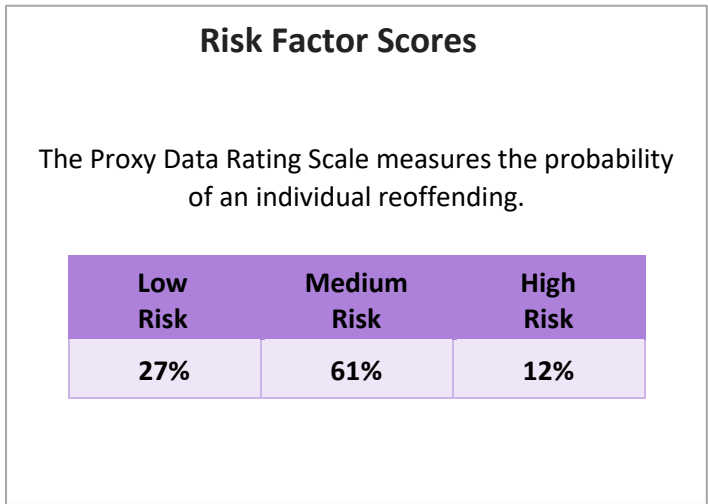 Risk Factor Scores
The Proxy Data Rating Scale measures the probability
of an individual reoffending.
Low Risk Medium Risk High Risk
27% 61% 12%